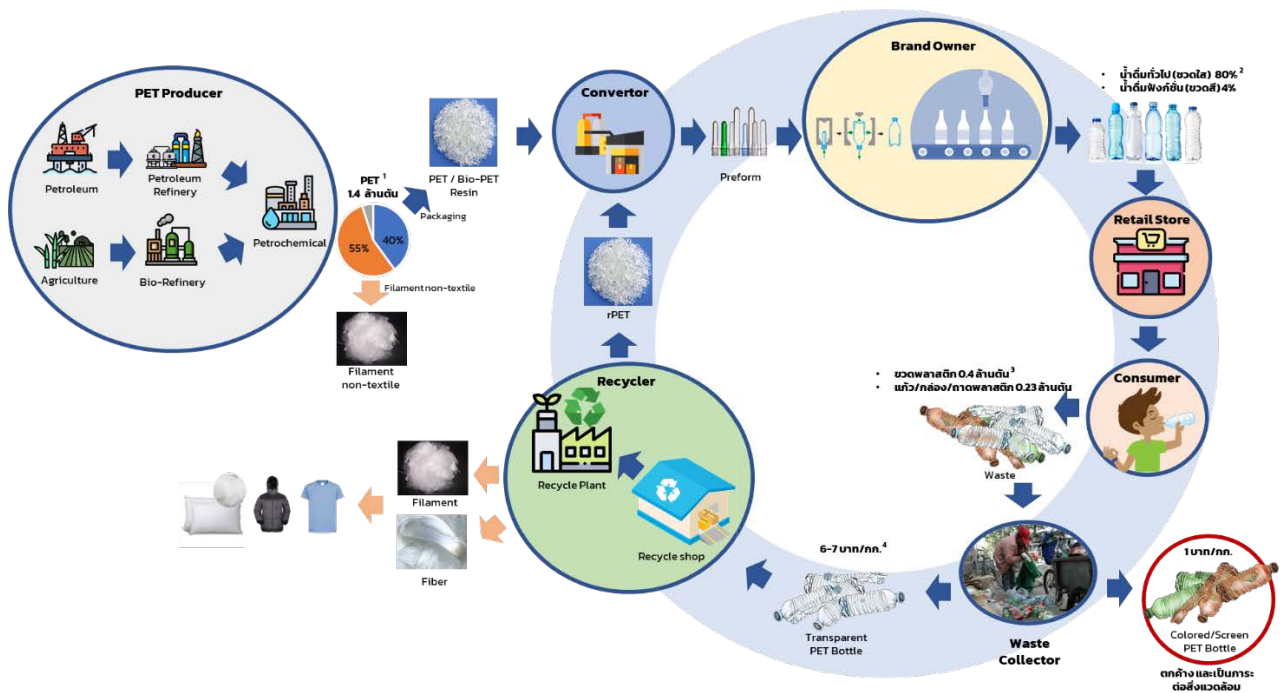 PET Producer
Petroleum
Petroleum
Refinery
Petrochemical
Agriculture
Bio-Refinery
PET 1
1.4 ล้านตัน
55%
40%
Packaging
Filament non-textile
Filament
non-textile
PET / Bio-PET
Resin
Convertor
Preform
Brand Owner
• น้ำดื่มทั่วไป (ขวดใส) 80% 2
• น้ำดื่มฟังก์ชั่น (ขวดสี) 4%
Retail Store
Consumer
• ขวดพลาสติก 0.4 ล้านตัน 3
• แก้ว/กล่อง/ถาดพลาสติก 0.23 ล้านตัน
Waste
Waste
Collector
1 บาท/กก.
Colored/Screen
PET Bottle
ตกค้าง และเป็นภาระ
ต่อสิ่งแวดล้อม
6-7 บาท/กก. 4
Transparent
PET Bottle
Recycler
Recycle Plant
Recycle shop
rPET
Filament
Fiber